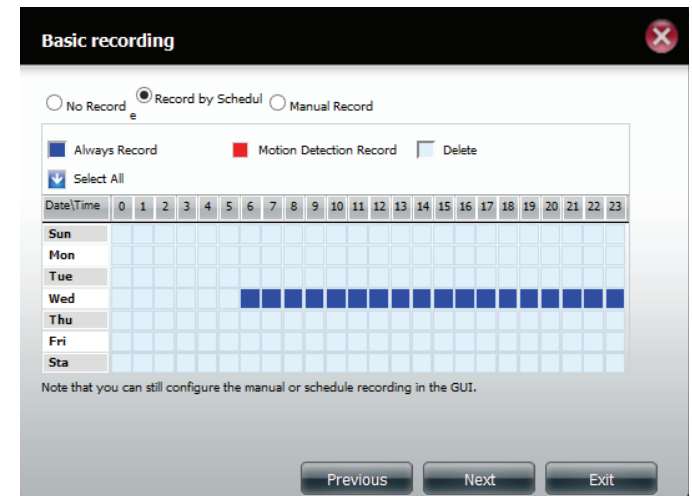 Basic recording
No Record Record by Schedul Manual Record
e
Always Record Motion Detection Record Delete
Select All
Date\Time 0 1 2 3 4 5 6 7 8 9 10 11 12 13 14 15 16 17 18 19 20 21 22 23
Sun
Mon
Tue
Wed
Thu
Fri
Sta
Note that you can still configure the manual or schedule recording in the GUI.
Previous Next Exit